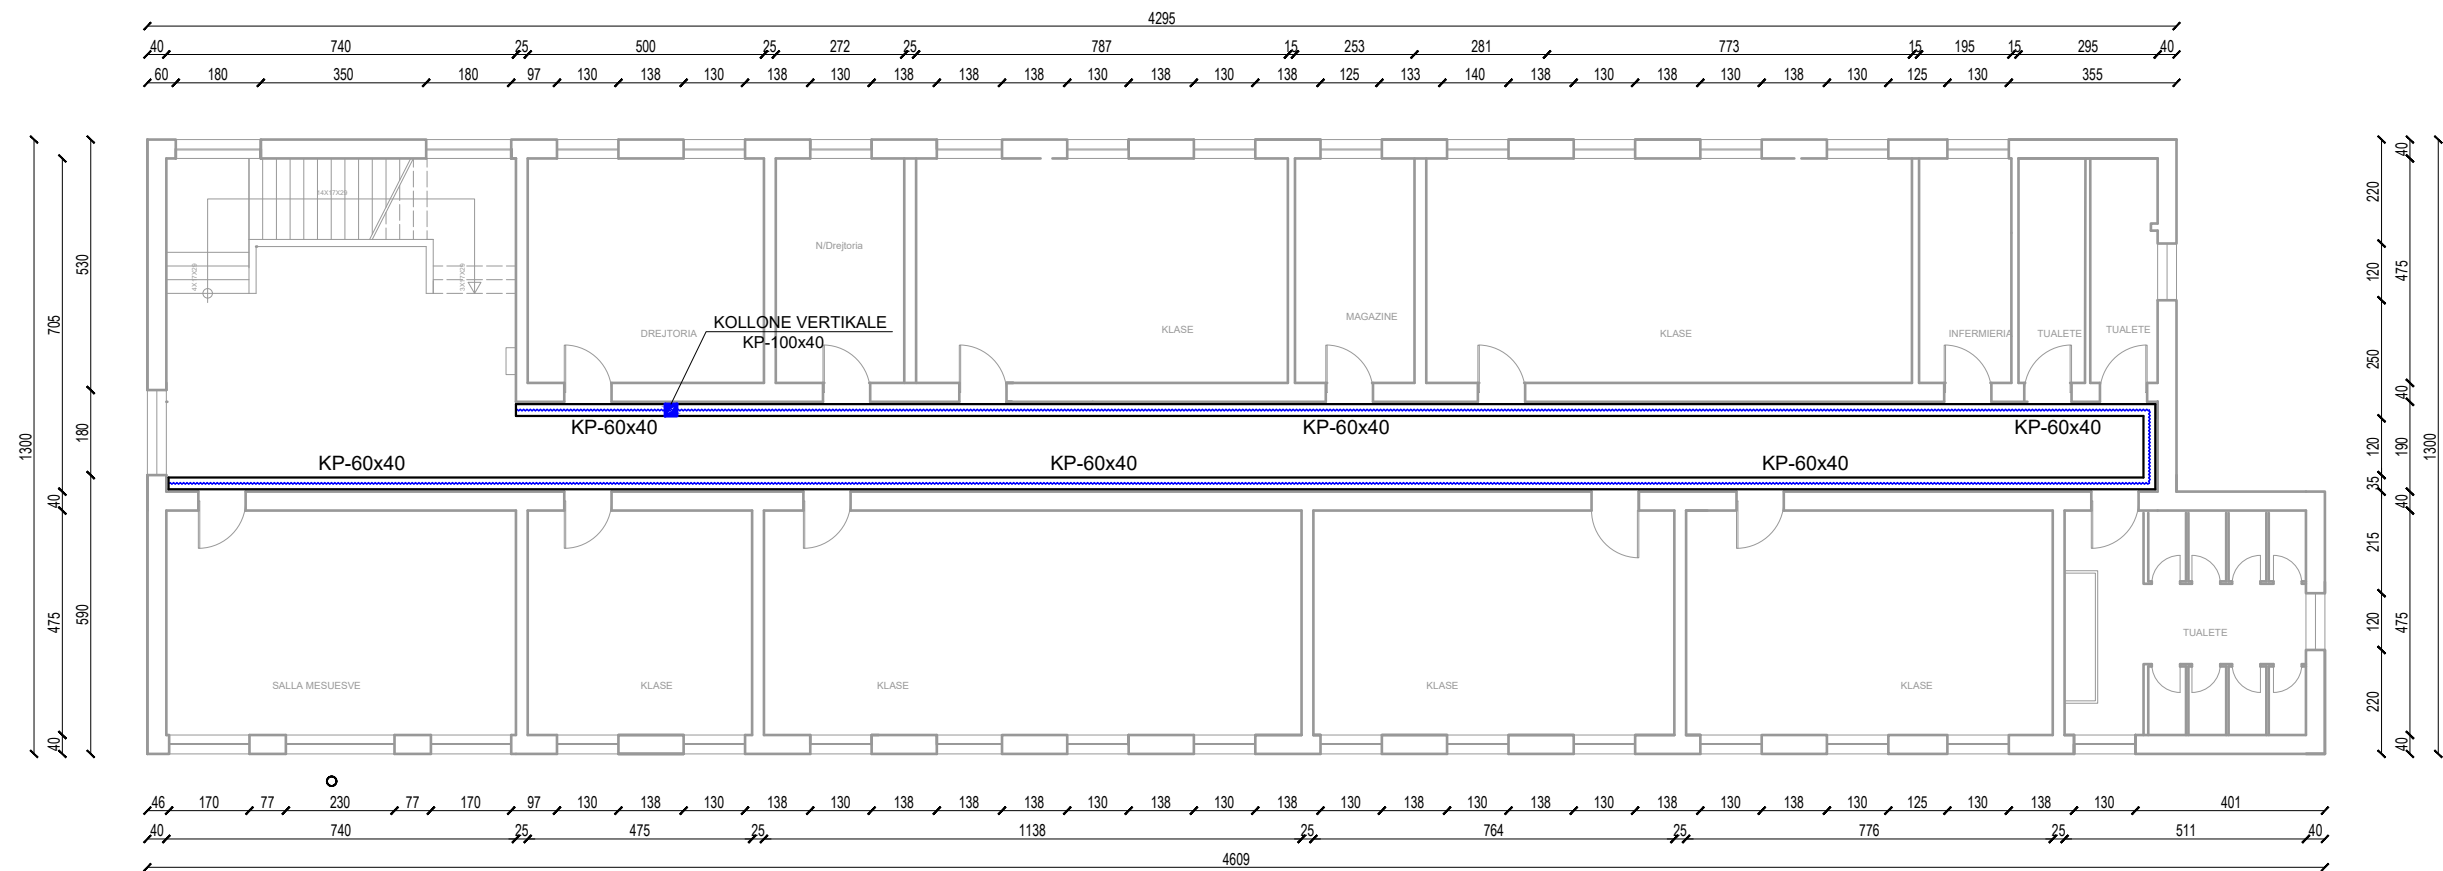 4295
40 740 25 500 25 272 25 787 15 253 281 773 15 195 15 295 40
60 180 350 180 97 130 138 130 138 130 138 138 138 130 138 130 138 125 133 140 138 130 138 130 138 130 125 130 355
1300
705
40
475
40
530
180
590
14X17X29
4X17X29
3X17X29
DREJTORIA
N/Drejtoria
KLASE
MAGAZINE
KLASE
INFERMIERIA
TUALETE
TUALETE
KOLLONE VERTIKALE
KP-100x40
KP-60x40 KP-60x40 KP-60x40
KP-60x40 KP-60x40 KP-60x40
SALLA MESUESVE
KLASE
KLASE
KLASE
KLASE
TUALETE
220
120
250
120
35
215
120
220
40
475
40
190
40
475
40
1300
46 170 77 230 77 170 97 130 138 130 138 130 138 138 138 130 138 130 138 130 138 130 138 130 138 130 138 130 125 130 138 130 401
40 740 25 475 25 1138 25 764 25 776 25 511 40
4609